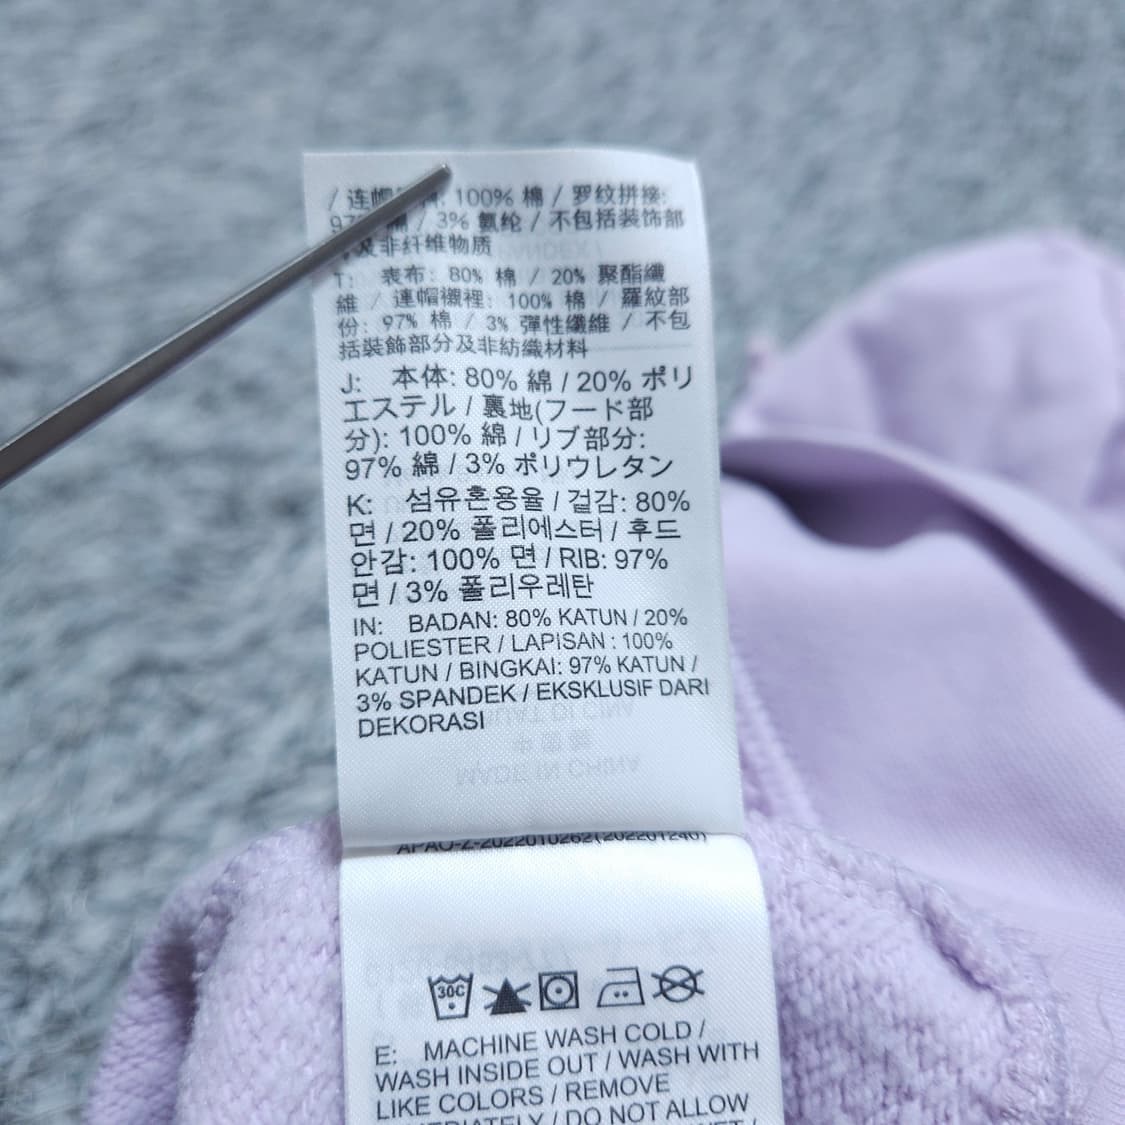 / 连帽 100% 棉 / 罗纹拼接:
/ 3% 氨纶 / 不包括装饰部
及非纤维物质
T: 表布: 80% 棉 / 20% 聚酯纖
維 / 連帽襯裡: 100% 棉 / 羅紋部
份: 97% 棉 / 3% 彈性纖維 / 不包
括裝飾部分及非紡織材料
J: 本体: 80% 綿 / 20% ポリ
エステル / 裏地(フード部
分): 100% 綿 / リブ部分:
97% 綿 / 3% ポリウレタン
K: 섬유혼용율 / 겉감: 80%
면 / 20% 폴리에스터 / 후드
안감: 100% 면 / RIB: 97%
면 / 3% 폴리우레탄
IN: BADAN: 80% KATUN / 20%
POLIESTER / LAPISAN : 100%
KATUN / BINGKAI: 97% KATUN /
3% SPANDEK / EKSKLUSIF DARI
DEKORASI
MADE IN CHINA
APAO-Z-2022010262(202201246)
30C
E: MACHINE WASH COLD /
WASH INSIDE OUT / WASH WITH
LIKE COLORS / REMOVE
/ DO NOT ALLOW